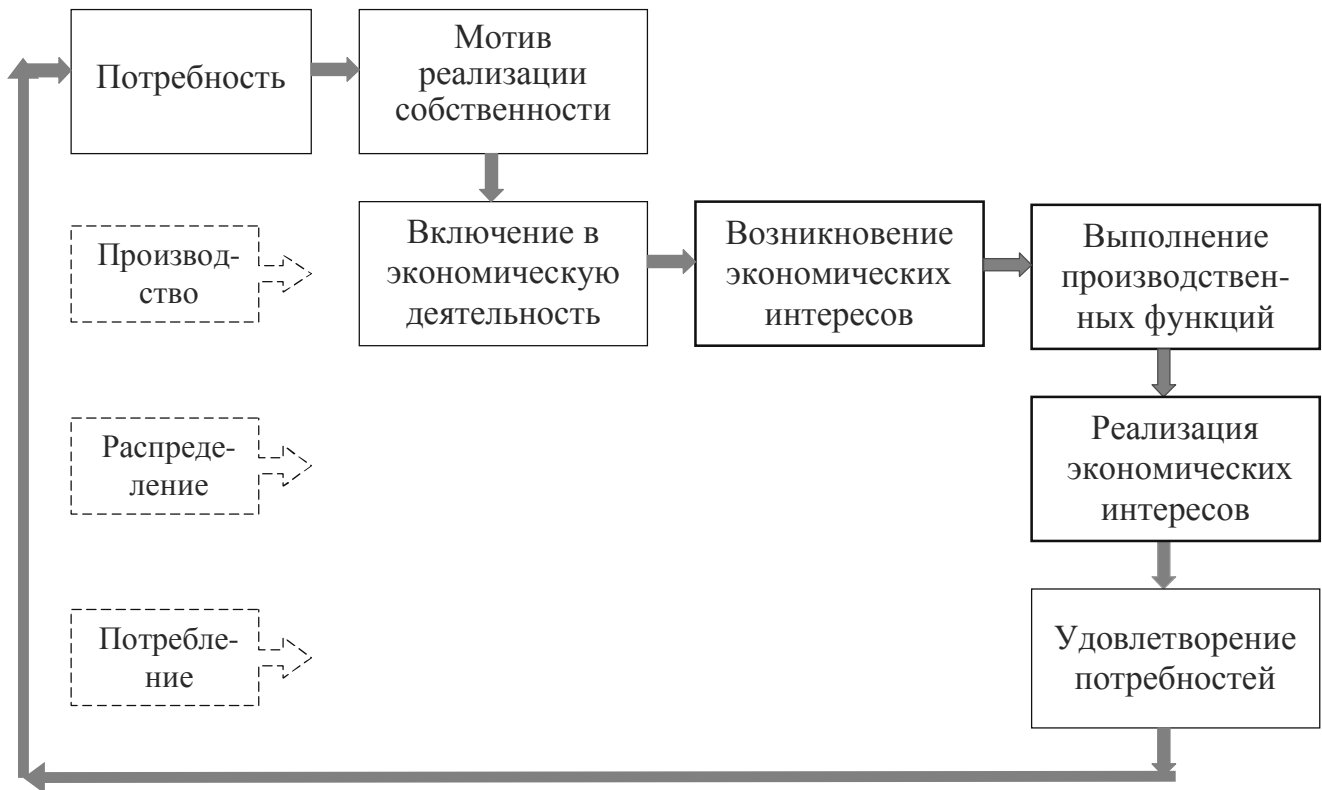 Потребность
Мотив
реализации
собственности
Производ-
ство
Включение в
экономическую
деятельность
Возникновение
экономических
интересов
Выполнение
производствен-
ных функций
Распреде-
ление
Реализация
экономических
интересов
Потребле-
ние
Удовлетворение
потребностей